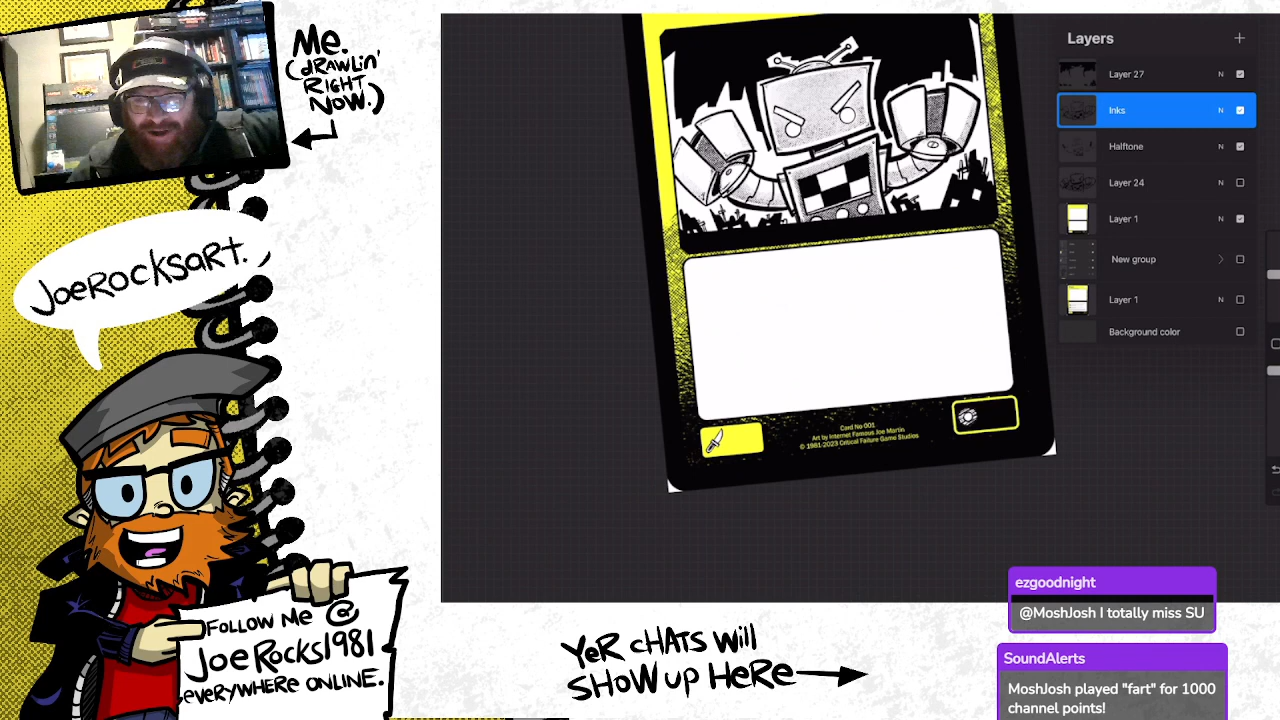 Me.
(drawlin'
right
now.)
JoeRocksart.
Follow me @
JoeRocks1981
everywhere online.
Layers
+
Layer 27
N
Inks
N
Halftone
N
Layer 24
N
Layer 1
N
New group
Layer 1
N
Background color
Card No 001
Art by Internet Famous Joe Martin
© 1981-2023 Critical Failure Game Studios
Yer chats will
show up here
ezgoodnight
@MoshJosh I totally miss SU
SoundAlerts
MoshJosh played "fart" for 1000
channel points!